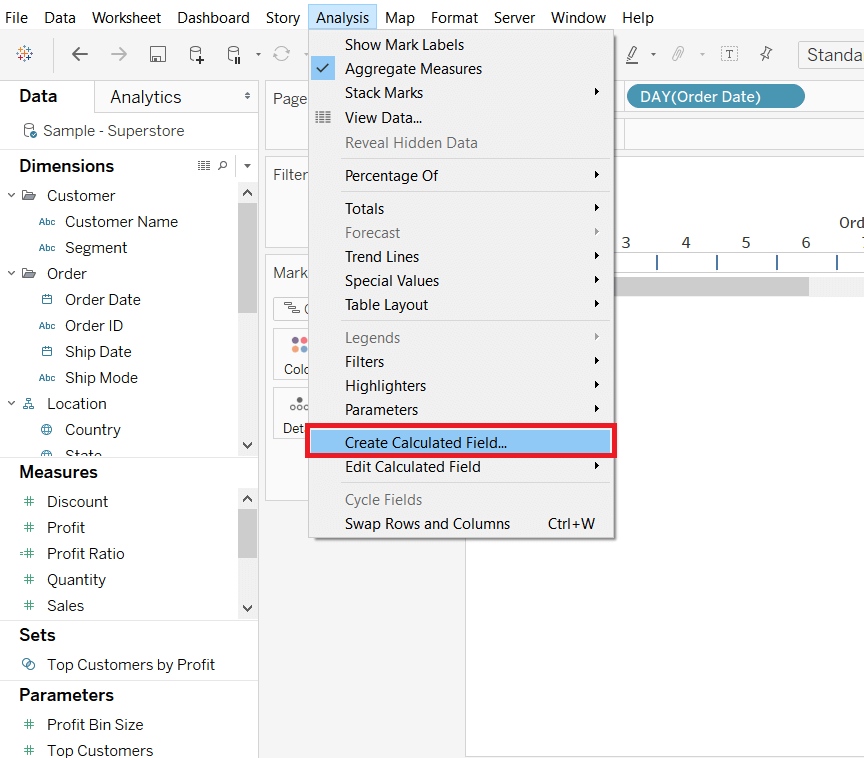 File Data Worksheet Dashboard Story Analysis Map Format Server Window Help
Standa
Data Analytics
Sample - Superstore
Dimensions
Customer
Abc Customer Name
Abc Segment
Order
Order Date
Abc Order ID
Ship Date
Abc Ship Mode
Location
Country
State
Measures
Discount
Profit
Profit Ratio
Quantity
Sales
Sets
Top Customers by Profit
Parameters
Profit Bin Size
Top Customers
Page
Filter
Mark
Colo
Det
Show Mark Labels
Aggregate Measures
Stack Marks
View Data...
Reveal Hidden Data
Percentage Of
Totals
Forecast
Trend Lines
Special Values
Table Layout
Legends
Filters
Highlighters
Parameters
Create Calculated Field...
Edit Calculated Field
Cycle Fields
Swap Rows and Columns Ctrl+W
DAY(Order Date)
Ord
3 4 5 6